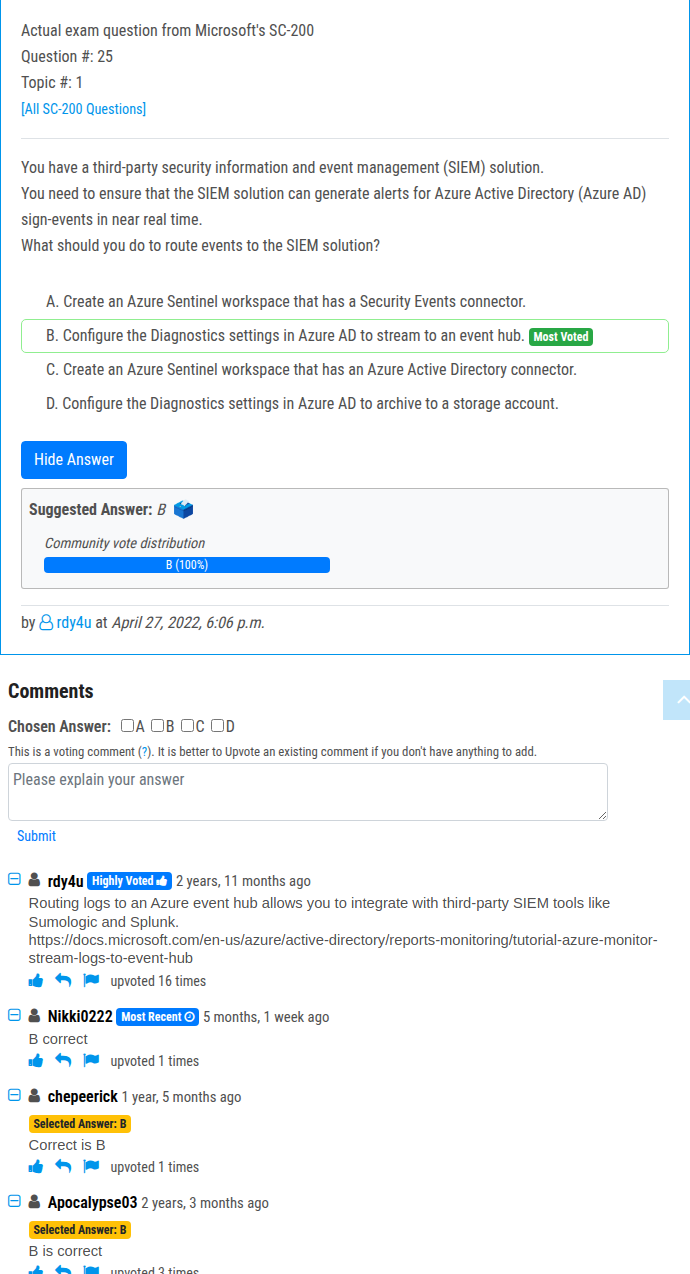 Actual exam question from Microsoft's SC-200
Question #: 25
Topic #: 1
[All SC-200 Questions]
You have a third-party security information and event management (SIEM) solution.
You need to ensure that the SIEM solution can generate alerts for Azure Active Directory (Azure AD)
sign-events in near real time.
What should you do to route events to the SIEM solution?
A. Create an Azure Sentinel workspace that has a Security Events connector.
B. Configure the Diagnostics settings in Azure AD to stream to an event hub. Most Voted
C. Create an Azure Sentinel workspace that has an Azure Active Directory connector.
D. Configure the Diagnostics settings in Azure AD to archive to a storage account.
Hide Answer
Suggested Answer: B
Community vote distribution
B (100%)
by rdy4u at April 27, 2022, 6:06 p.m.
Comments
Chosen Answer: A B C D
This is a voting comment (?). It is better to Upvote an existing comment if you don't have anything to add.
Please explain your answer
Submit
rdy4u Highly Voted 2 years, 11 months ago
Routing logs to an Azure event hub allows you to integrate with third-party SIEM tools like
Sumologic and Splunk.
https://docs.microsoft.com/en-us/azure/active-directory/reports-monitoring/tutorial-azure-monitor-
stream-logs-to-event-hub
upvoted 16 times
Nikki0222 Most Recent 5 months, 1 week ago
B correct
upvoted 1 times
chepeerick 1 year, 5 months ago
Selected Answer: B
Correct is B
upvoted 1 times
Apocalypse03 2 years, 3 months ago
Selected Answer: B
B is correct
upvoted 3 times